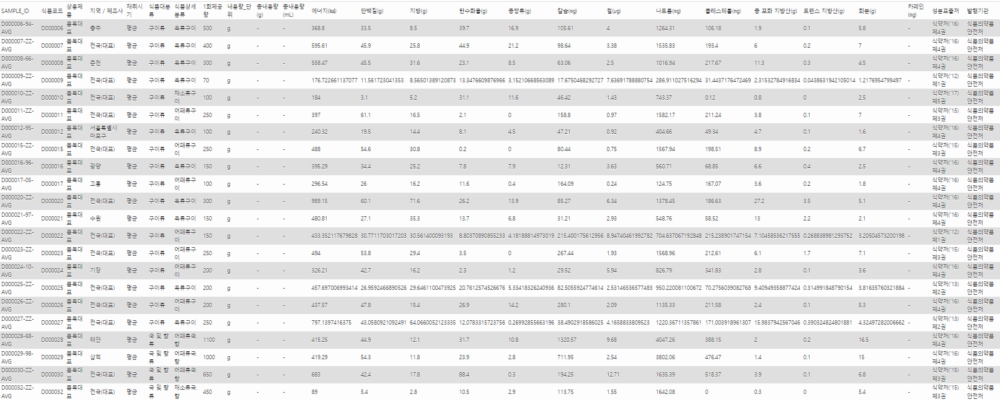 SAMPLE_ID 식품코드 상용제품 지역 / 제조사 채취시기 식품대분류 식품상세분류 1회제공량 내용량_단위 총내용량(g) 총내용량(mL) 에너지(㎉) 단백질(g) 지방(g) 탄수화물(g) 총당류(g) 칼슘(㎎) 철(㎍) 나트륨(㎎) 콜레스테롤(㎎) 총 포화 지방산(g) 트랜스 지방산(g) 회분(g) 카페인(㎎) 성분표출처 발행기관
D000006-94-AVG D000006 품목대표 충주 평균 구이류 육류구이 500 g - - 368.8 33.5 8.5 39.7 16.9 105.61 4 1264.31 106.18 1.9 0.1 5.8 - 식약처('16) 제4권 식품의약품안전처
D000007-ZZ-AVG D000007 품목대표 전국(대표) 평균 구이류 육류구이 400 g - - 595.61 45.9 25.8 44.9 21.2 98.64 3.38 1535.83 193.4 6 0.2 7 - 식약처('16) 제4권 식품의약품안전처
D000008-66-AVG D000008 품목대표 춘천 평균 구이류 육류구이 300 g - - 558.47 45.5 31.6 23.1 8.5 63.06 2.5 1016.94 217.67 11.3 0.3 4.5 - 식약처('16) 제4권 식품의약품안전처
D000009-ZZ-AVG D000009 품목대표 전국(대표) 평균 구이류 육류구이 70 g - - 176.722661137077 11.561723041353 8.56501389120873 13.3476609876966 3.15210668563089 17.6750468292727 7.63691788880754 286.911027516294 31.4437176472469 2.31532784916834 0.0438631942105014 1.2176954799497 - 식약처('12) 제1권 식품의약품안전처
D000010-ZZ-AVG D000010 품목대표 전국(대표) 평균 구이류 채소류구이 100 g - - 184 3.1 5.2 31.1 11.6 46.42 1.43 743.37 0.12 0.8 0 2.5 - 식약처('17) 제5권 식품의약품안전처
D000011-ZZ-AVG D000011 품목대표 전국(대표) 평균 구이류 어패류구이 250 g - - 397 61.1 16.5 2.1 0 158.8 0.97 1582.17 211.24 3.8 0.1 7 - 식약처('15) 제3권 식품의약품안전처
D000012-95-AVG D000012 품목대표 서울특별시 마포구 평균 구이류 육류구이 100 g - - 240.32 19.5 14.4 8.1 4.5 47.21 0.92 404.66 49.34 4.7 0.1 1.6 - 식약처('16) 제4권 식품의약품안전처
D000015-ZZ-AVG D000015 품목대표 전국(대표) 평균 구이류 어패류구이 250 g - - 488 54.6 30.8 0.2 0 80.44 0.75 1567.94 198.51 8.9 0.2 6.7 - 식약처('15) 제3권 식품의약품안전처
D000016-96-AVG D000016 품목대표 광양 평균 구이류 육류구이 150 g - - 395.29 34.4 25.2 7.8 7.9 12.31 3.63 560.71 68.85 6.6 0.4 2.5 - 식약처('16) 제4권 식품의약품안전처
D000017-05-AVG D000017 품목대표 고흥 평균 구이류 어패류구이 100 g - - 296.54 26 16.2 11.6 0.4 164.09 0.24 124.75 167.07 3.6 0.2 1.8 - 식약처('16) 제4권 식품의약품안전처
D000020-ZZ-AVG D000020 품목대표 전국(대표) 평균 구이류 육류구이 300 g - - 989.15 60.1 71.6 26.2 13.9 85.27 6.34 1378.45 186.63 27.2 3.5 5.1 - 식약처('16) 제4권 식품의약품안전처
D000021-97-AVG D000021 품목대표 수원 평균 구이류 육류구이 150 g - - 480.81 27.1 35.3 13.7 6.8 31.21 2.93 548.76 58.52 13 2.2 2.1 - 식약처('16) 제4권 식품의약품안전처
D000022-ZZ-AVG D000022 품목대표 전국(대표) 평균 구이류 어패류구이 150 g - - 433.352117679828 30.7711703017203 30.561400093193 8.80370890855233 4.18188814973019 215.400175612956 8.94740461992782 704.637067192848 215.238901747154 7.10458536217555 0.268838981293752 3.20504573200198 - 식약처('12) 제1권 식품의약품안전처
D000023-ZZ-AVG D000023 품목대표 전국(대표) 평균 구이류 어패류구이 250 g - - 494 53.8 29.4 3.5 0 267.44 1.93 1568.96 212.61 6.1 1.7 7.1 - 식약처('15) 제3권 식품의약품안전처
D000024-10-AVG D000024 품목대표 기장 평균 구이류 어패류구이 200 g - - 326.21 42.7 16.2 2.3 1.2 29.52 5.94 826.79 341.83 2.8 0.1 3.6 - 식약처('16) 제4권 식품의약품안전처
D000025-ZZ-AVG D000025 품목대표 전국(대표) 평균 구이류 육류구이 200 g - - 457.697006993414 26.9592466890526 29.6461100473925 20.7612574526676 5.33418326240936 82.5055924774614 2.53146536577483 950.220081100672 70.2756039082768 9.40949358877424 0.314991848790154 3.81635760321884 - 식약처('13) 제2권 식품의약품안전처
D000026-ZZ-AVG D000026 품목대표 전국(대표) 평균 구이류 어패류구이 200 g - - 437.57 47.8 15.4 26.9 14.2 280.1 2.09 1135.33 211.58 2.4 0.1 5.3 - 식약처('16) 제4권 식품의약품안전처
D000027-ZZ-AVG D000027 품목대표 전국(대표) 평균 구이류 육류구이 250 g - - 797.1397416375 43.0580921092491 64.0660052123335 12.0783315723756 0.26992855663196 38.4902918586025 4.1658833809523 1220.36711357861 171.003918961307 15.9837942567046 0.390324824801881 4.32497282006662 - 식약처('13) 제2권 식품의약품안전처
D000028-68-AVG D000028 품목대표 태안 평균 국 및 탕류 어패류국.탕 1100 g - - 415.25 44.9 12.1 31.7 10.8 1320.57 9.68 4047.26 388.15 2 0.2 16.5 - 식약처('16) 제4권 식품의약품안전처
D000029-98-AVG D000029 품목대표 삼척 평균 국 및 탕류 어패류국.탕 1000 g - - 419.29 54.3 11.8 23.9 2.8 711.95 2.54 3802.06 476.47 1.4 0.1 15 - 식약처('16) 제4권 식품의약품안전처
D000030-ZZ-AVG D000030 품목대표 전국(대표) 평균 국 및 탕류 어패류국.탕 650 g - - 683 42.4 17.8 88.4 0.3 194.25 12.71 1635.39 518.37 3.9 0.1 6.8 - 식약처('15) 제3권 식품의약품안전처
D000032-ZZ-AVG D000032 품목대표 전국(대표) 평균 국 및 탕류 채소류국.탕 450 g - - 89 5.4 2.8 10.5 2.9 113.75 1.55 1642.08 0 0.3 0 5.4 - 식약처('15) 제3권 식품의약품안전처